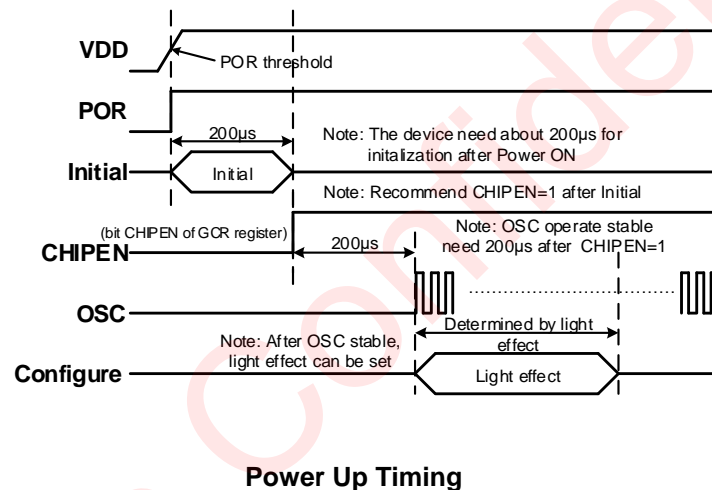 VDD
POR threshold
POR
200µs
Note: The device need about 200µs for
initalization after Power ON
Initial
Initial
Note: Recommend CHIPEN=1 after Initial
(bit CHIPEN of GCR register)
CHIPEN
200µs
Note: OSC operate stable
need 200µs after CHIPEN=1
OSC
Note: After OSC stable,
light effect can be set
Determined by light
effect
Configure
Light effect
Power Up Timing
Confide